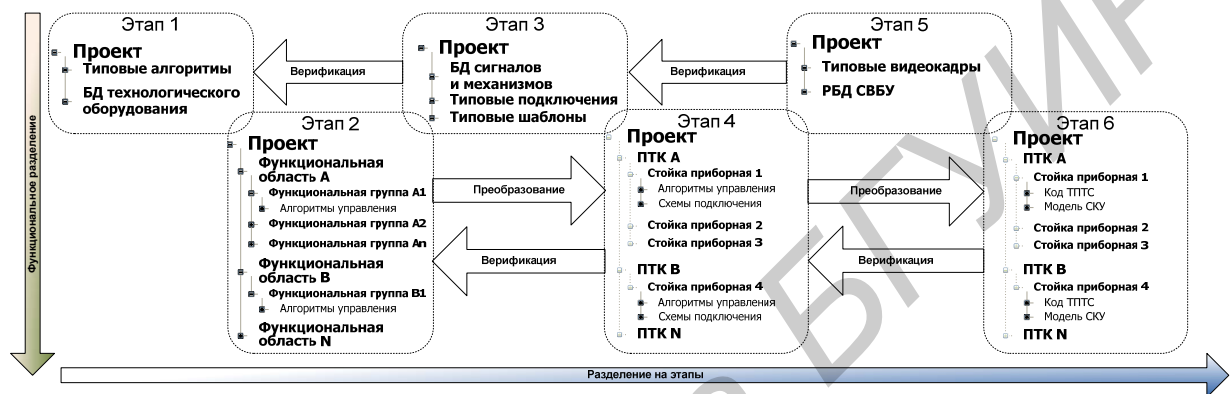 Этап 1
Проект
Типовые алгоритмы
БД технологического
оборудования
Верификация
Этап 3
Проект
БД сигналов
и механизмов
Типовые подключения
Типовые шаблоны
Верификация
Этап 5
Проект
Типовые видеокадры
РБД СВБУ
Функциональное разделение
Этап 2
Проект
Функциональная
область A
Функциональная группа A1
Алгоритмы управления
Функциональная группа A2
Функциональная группа An
Функциональная
область B
Функциональная группа B1
Алгоритмы управления
Функциональная
область N
Преобразование
Верификация
Этап 4
Проект
ПТК A
Стойка приборная 1
Алгоритмы управления
Схемы подключения
Стойка приборная 2
Стойка приборная 3
ПТК B
Стойка приборная 4
Алгоритмы управления
Схемы подключения
ПТК N
Преобразование
Верификация
Этап 6
Проект
ПТК A
Стойка приборная 1
Код ТПТС
Модель СКУ
Стойка приборная 2
Стойка приборная 3
ПТК B
Стойка приборная 4
Код ТПТС
Модель СКУ
ПТК N
Разделение на этапы
БГУИР